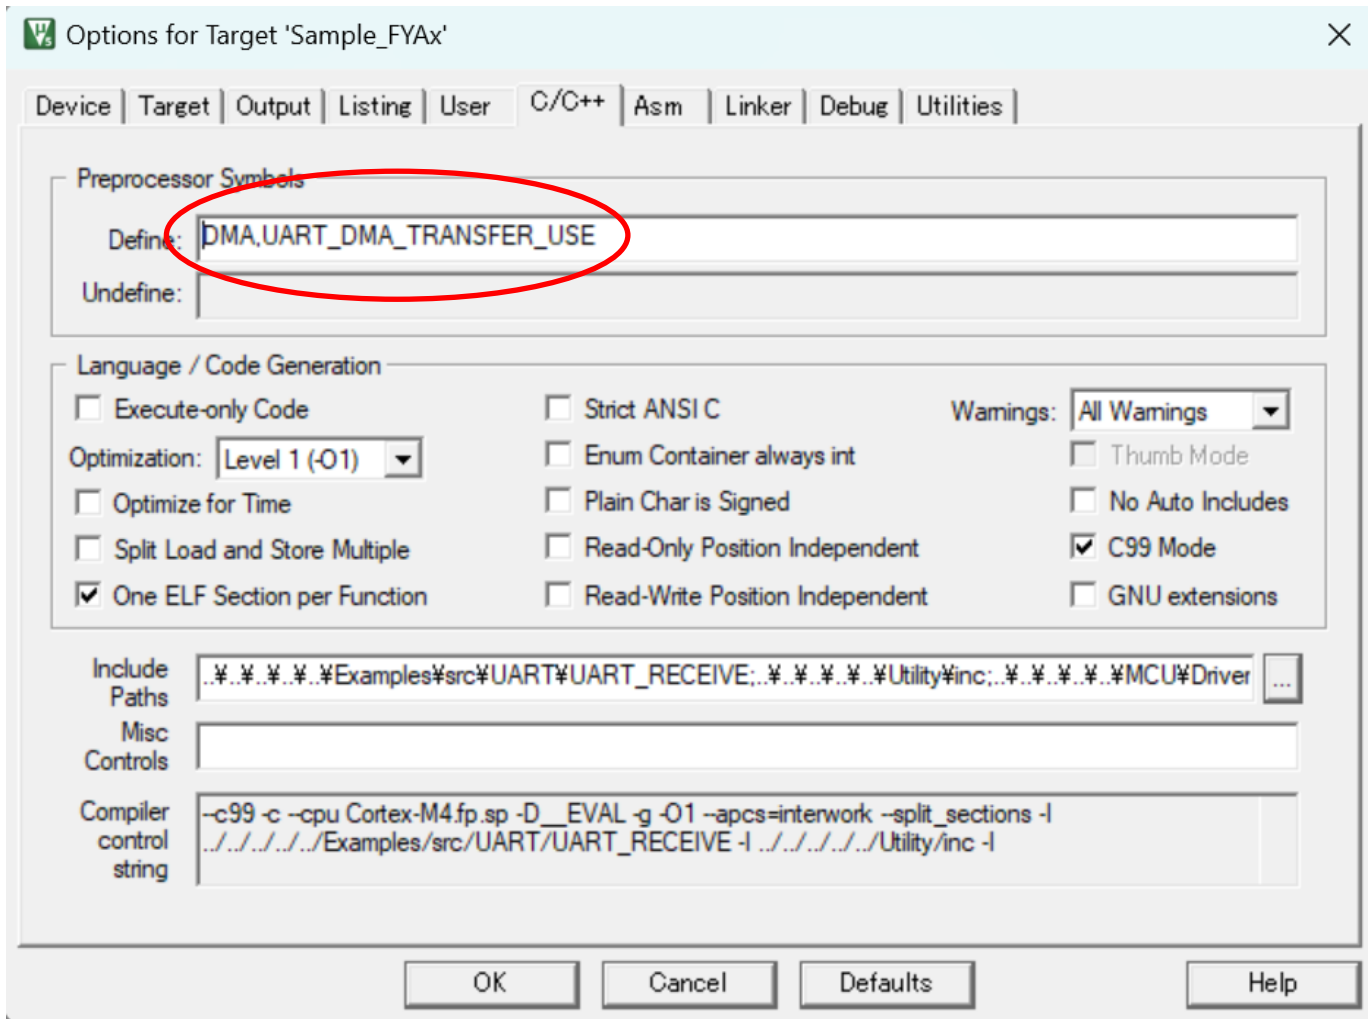 Options for Target 'Sample_FYAx'
Device Target Output Listing User C/C++ Asm Linker Debug Utilities
Preprocessor Symbols
Define: DMA,UART_DMA_TRANSFER_USE
Undefine:
Language / Code Generation
Execute-only Code Strict ANSI C Warnings: All Warnings
Optimization: Level 1 (-O1) Enum Container always int Thumb Mode
Optimize for Time Plain Char is Signed No Auto Includes
Split Load and Store Multiple Read-Only Position Independent C99 Mode
One ELF Section per Function Read-Write Position Independent GNU extensions
Include Paths ..¥..¥..¥..¥..¥Examples¥src¥UART¥UART_RECEIVE;..¥..¥..¥..¥..¥Utility¥inc;..¥..¥..¥..¥..¥MCU¥Driver ...
Misc Controls
Compiler control string --c99 -c --cpu Cortex-M4.fp.sp -D__EVAL -g -O1 --apcs=interwork --split_sections -I
../../../../../Examples/src/UART/UART_RECEIVE -I ../../../../../Utility/inc -I
OK Cancel Defaults Help